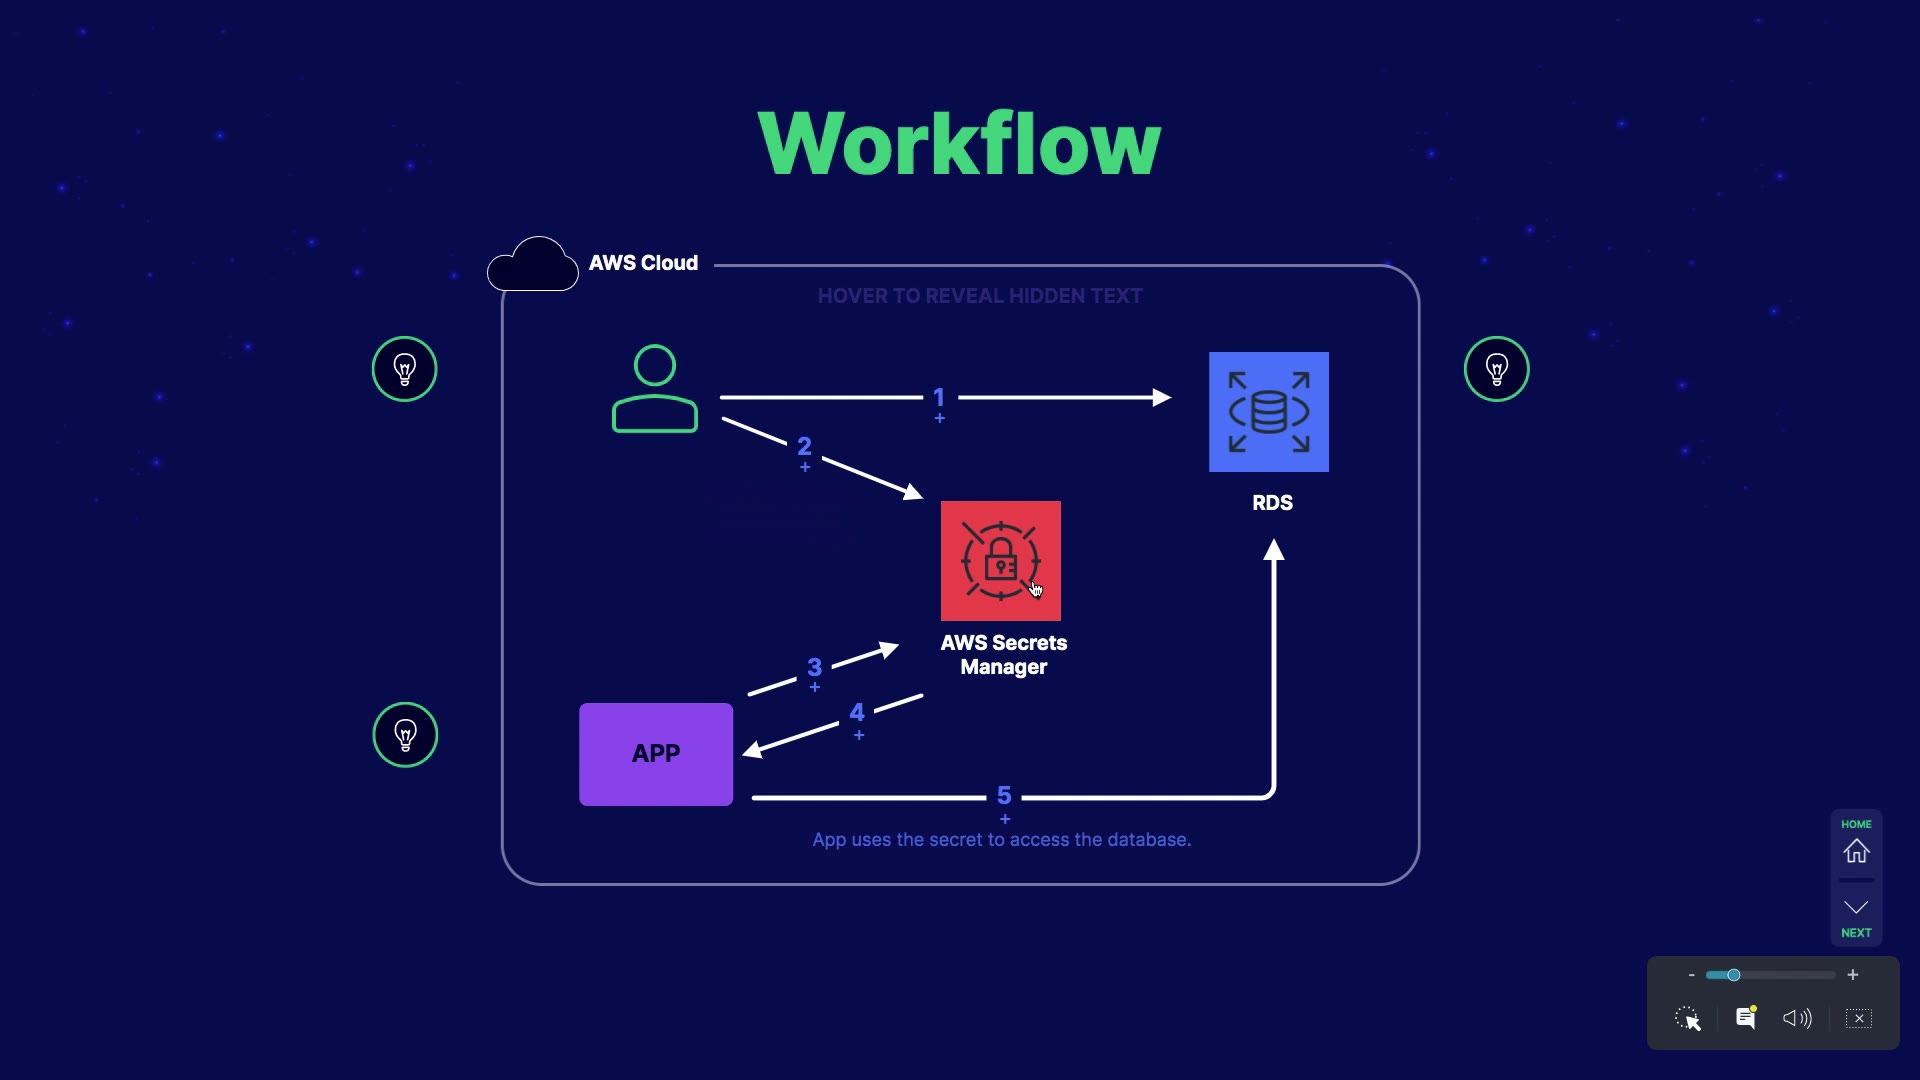 Workflow
AWS Cloud
HOVER TO REVEAL HIDDEN TEXT
1
+
2
+
RDS
AWS Secrets
Manager
3
+
4
+
APP
5
+
App uses the secret to access the database.
HOME
NEXT
- +